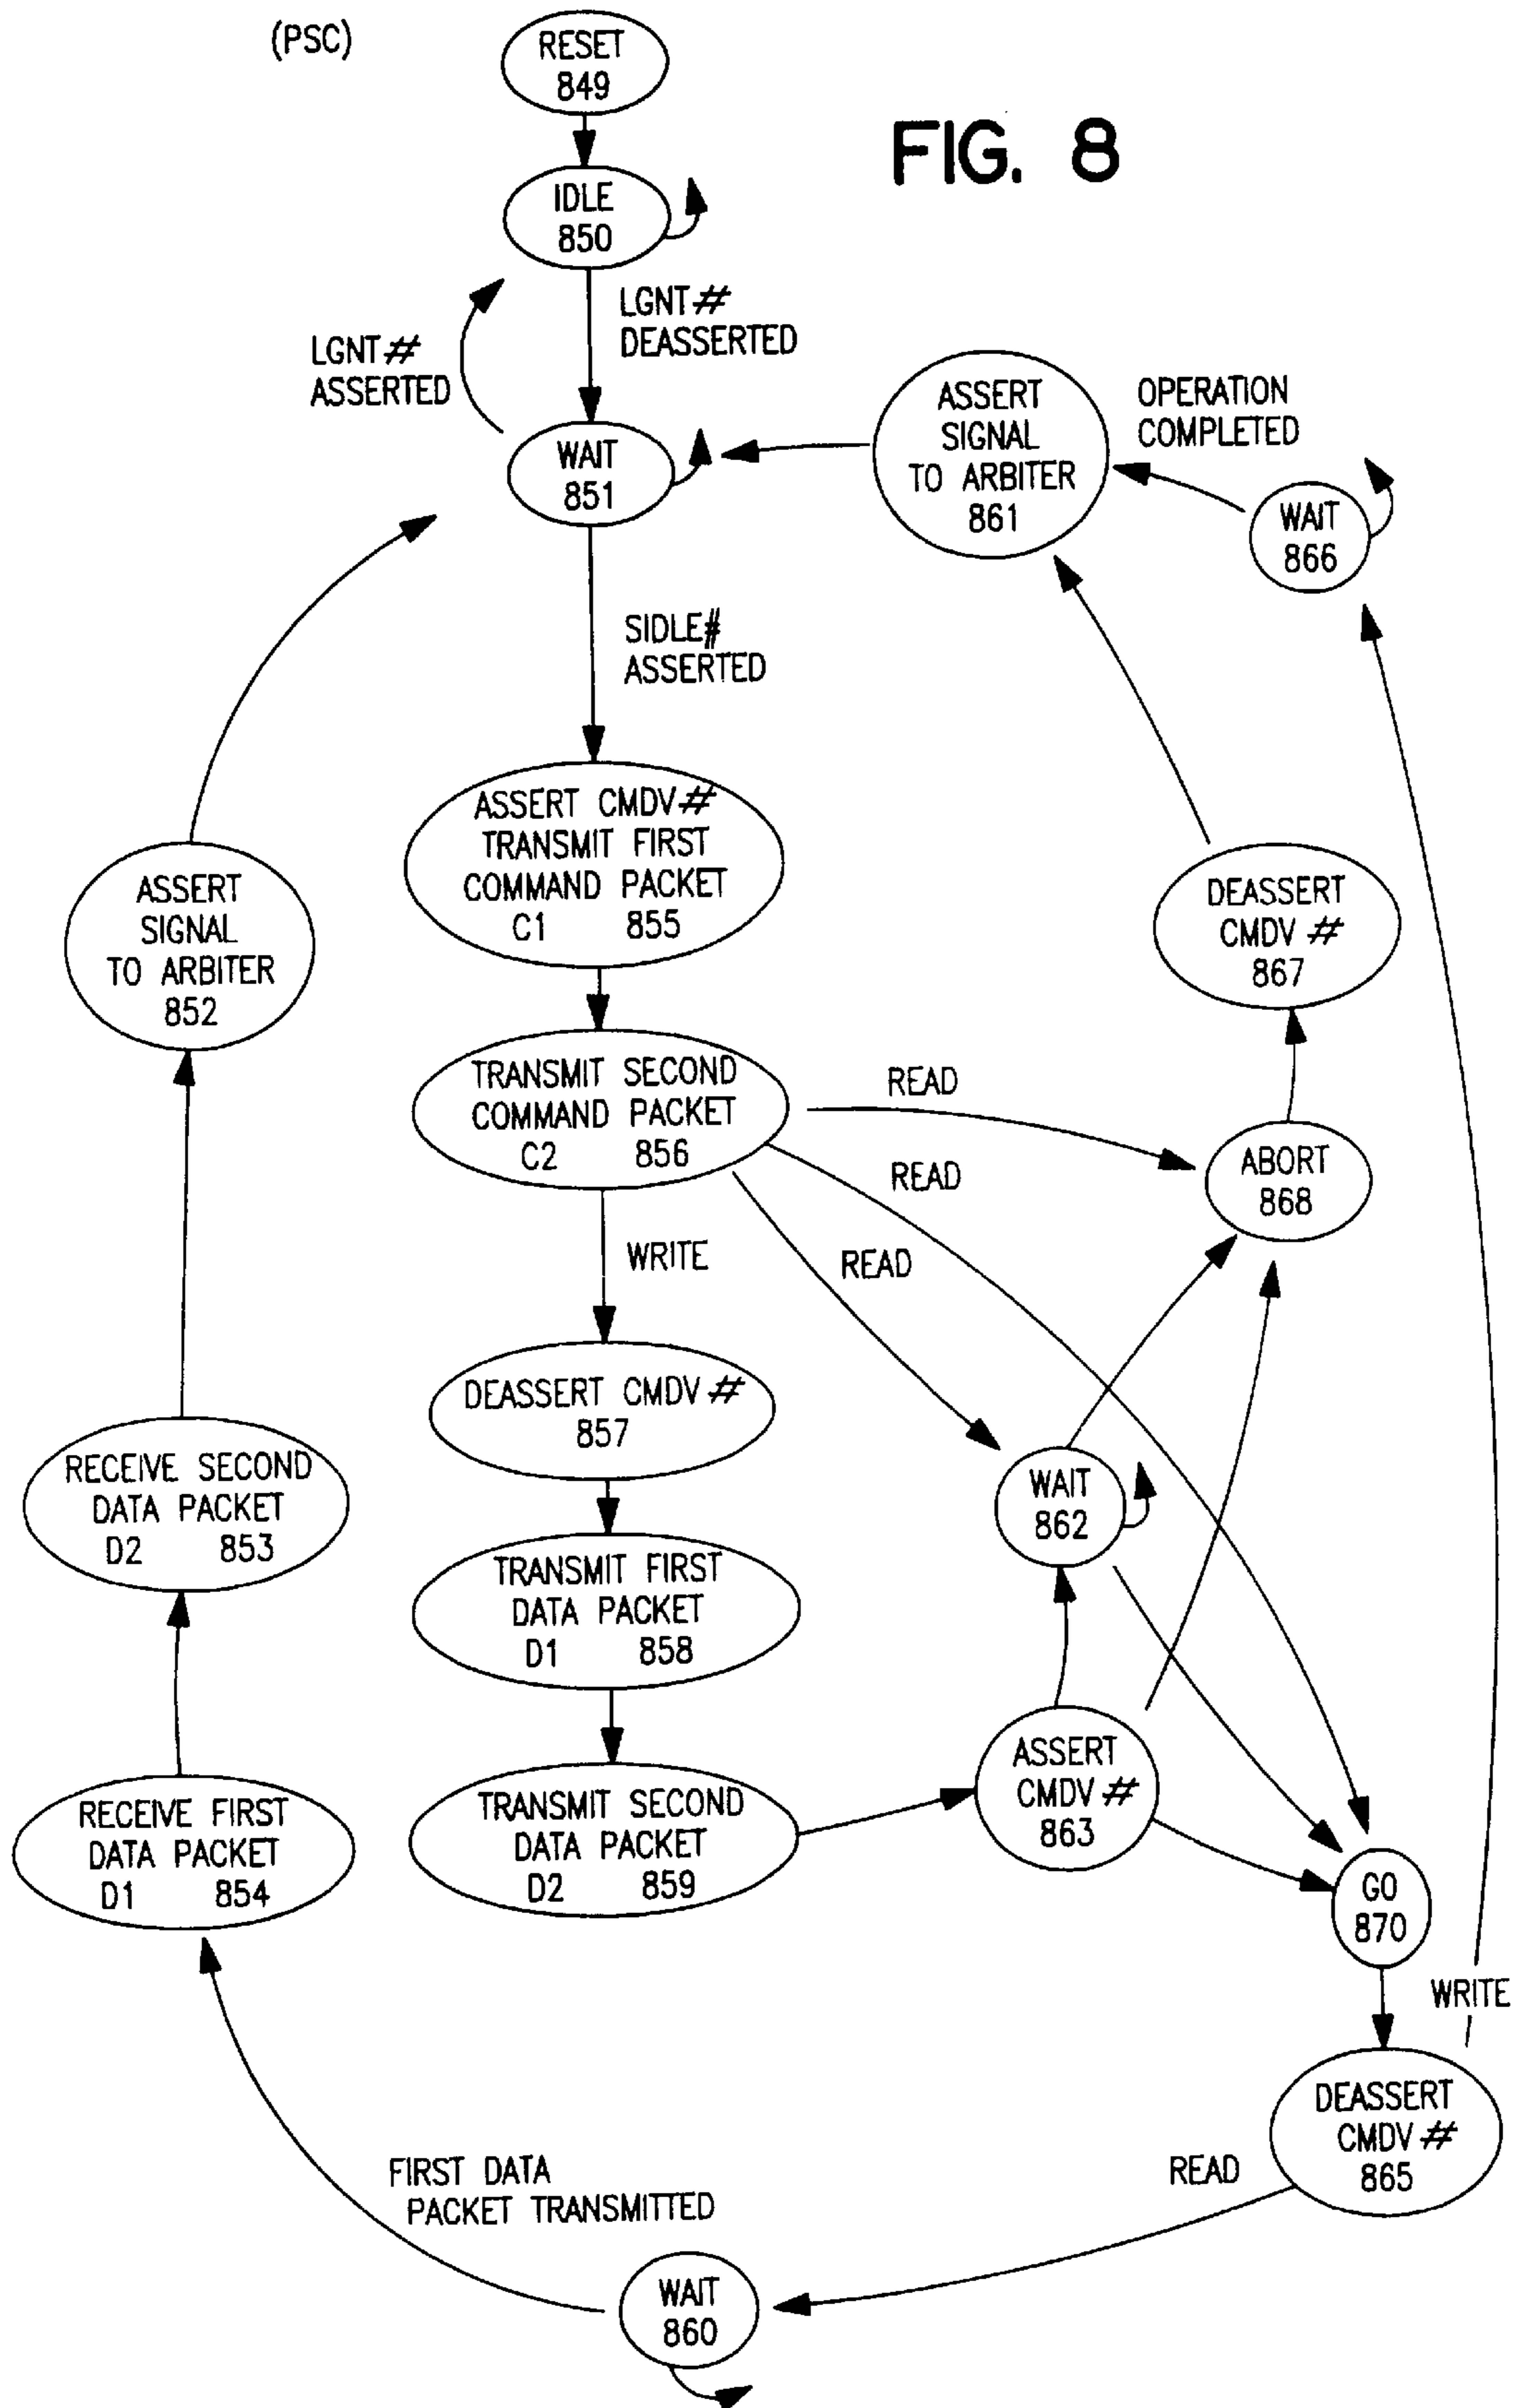 (PSC)
RESET
849
FIG. 8
IDLE
850
LGNT#
DEASSERTED
LGNT#
ASSERTED
WAIT
851
ASSERT
SIGNAL
TO ARBITER
861
OPERATION
COMPLETED
WAIT
866
SIDLE#
ASSERTED
ASSERT CMDV#
TRANSMIT FIRST
COMMAND PACKET
C1 855
ASSERT
SIGNAL
TO ARBITER
852
DEASSERT
CMDV #
867
TRANSMIT SECOND
COMMAND PACKET
C2 856
READ
READ
READ
ABORT
868
WRITE
DEASSERT CMDV #
857
RECEIVE SECOND
DATA PACKET
D2 853
WAIT
862
TRANSMIT FIRST
DATA PACKET
D1 858
ASSERT
CMDV #
863
RECEIVE FIRST
DATA PACKET
D1 854
TRANSMIT SECOND
DATA PACKET
D2 859
GO
870
WRITE
DEASSERT
CMDV #
865
READ
FIRST DATA
PACKET TRANSMITTED
WAIT
860